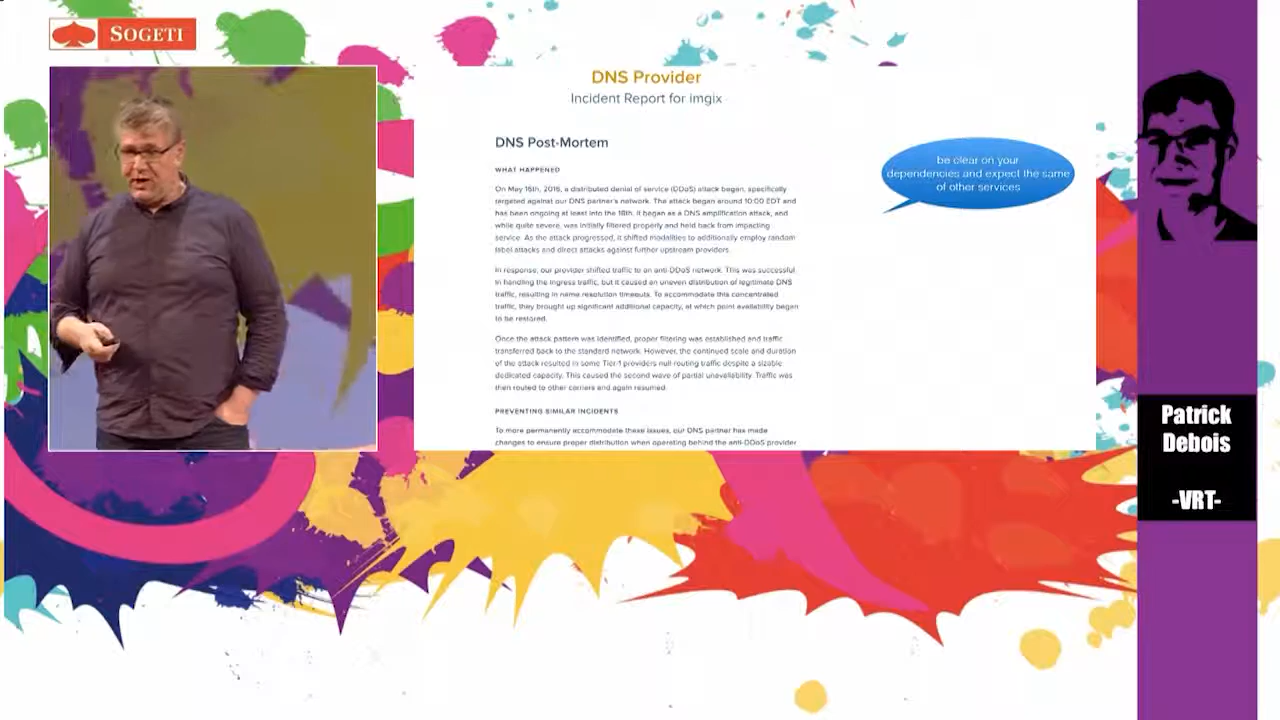 SOGETI
DNS Provider
Incident Report for imgix
DNS Post-Mortem
WHAT HAPPENED
On May 16th, 2016, a distributed denial of service (DDoS) attack began, specifically
targeted against our DNS partner's network. The attack began around 10:00 EDT and
has been ongoing at least into the 18th. It began as a DNS amplification attack, and
while quite severe, was initially filtered properly and held back from impacting
service. As the attack progressed, it shifted modalities to additionally employ random
label attacks and direct attacks against further upstream providers.
In response, our provider shifted traffic to an anti-DDoS network. This was successful
in handling the ingress traffic, but it caused an uneven distribution of legitimate DNS
traffic, resulting in name resolution timeouts. To accommodate this concentrated
traffic, they brought up significant additional capacity, at which point availability began
to be restored.
Once the attack pattern was identified, proper filtering was established and traffic
transferred back to the standard network. However, the continued scale and duration
of the attack resulted in some Tier-1 providers null routing traffic despite a sizable
dedicated capacity. This caused the second wave of partial unavailability. Traffic was
then routed to other carriers and again resumed.
PREVENTING SIMILAR INCIDENTS
To more permanently accommodate these issues, our DNS partner has made
changes to ensure proper distribution when operating behind the anti-DDoS provider
be clear on your
dependencies and expect the same
of other services
Patrick
Debois
-VRT-